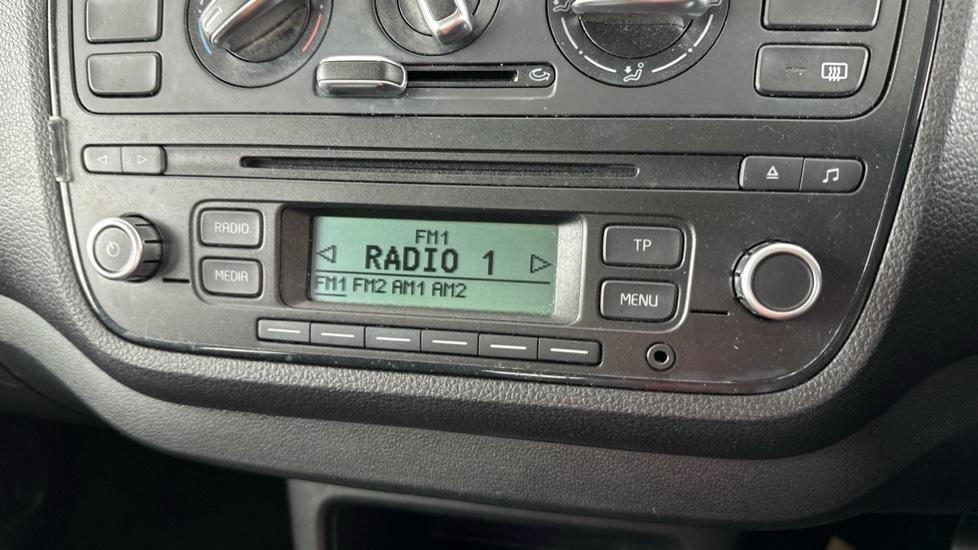 RADIO
MEDIA
FM1
RADIO 1
FM1 FM2 AM1 AM2
TP
MENU